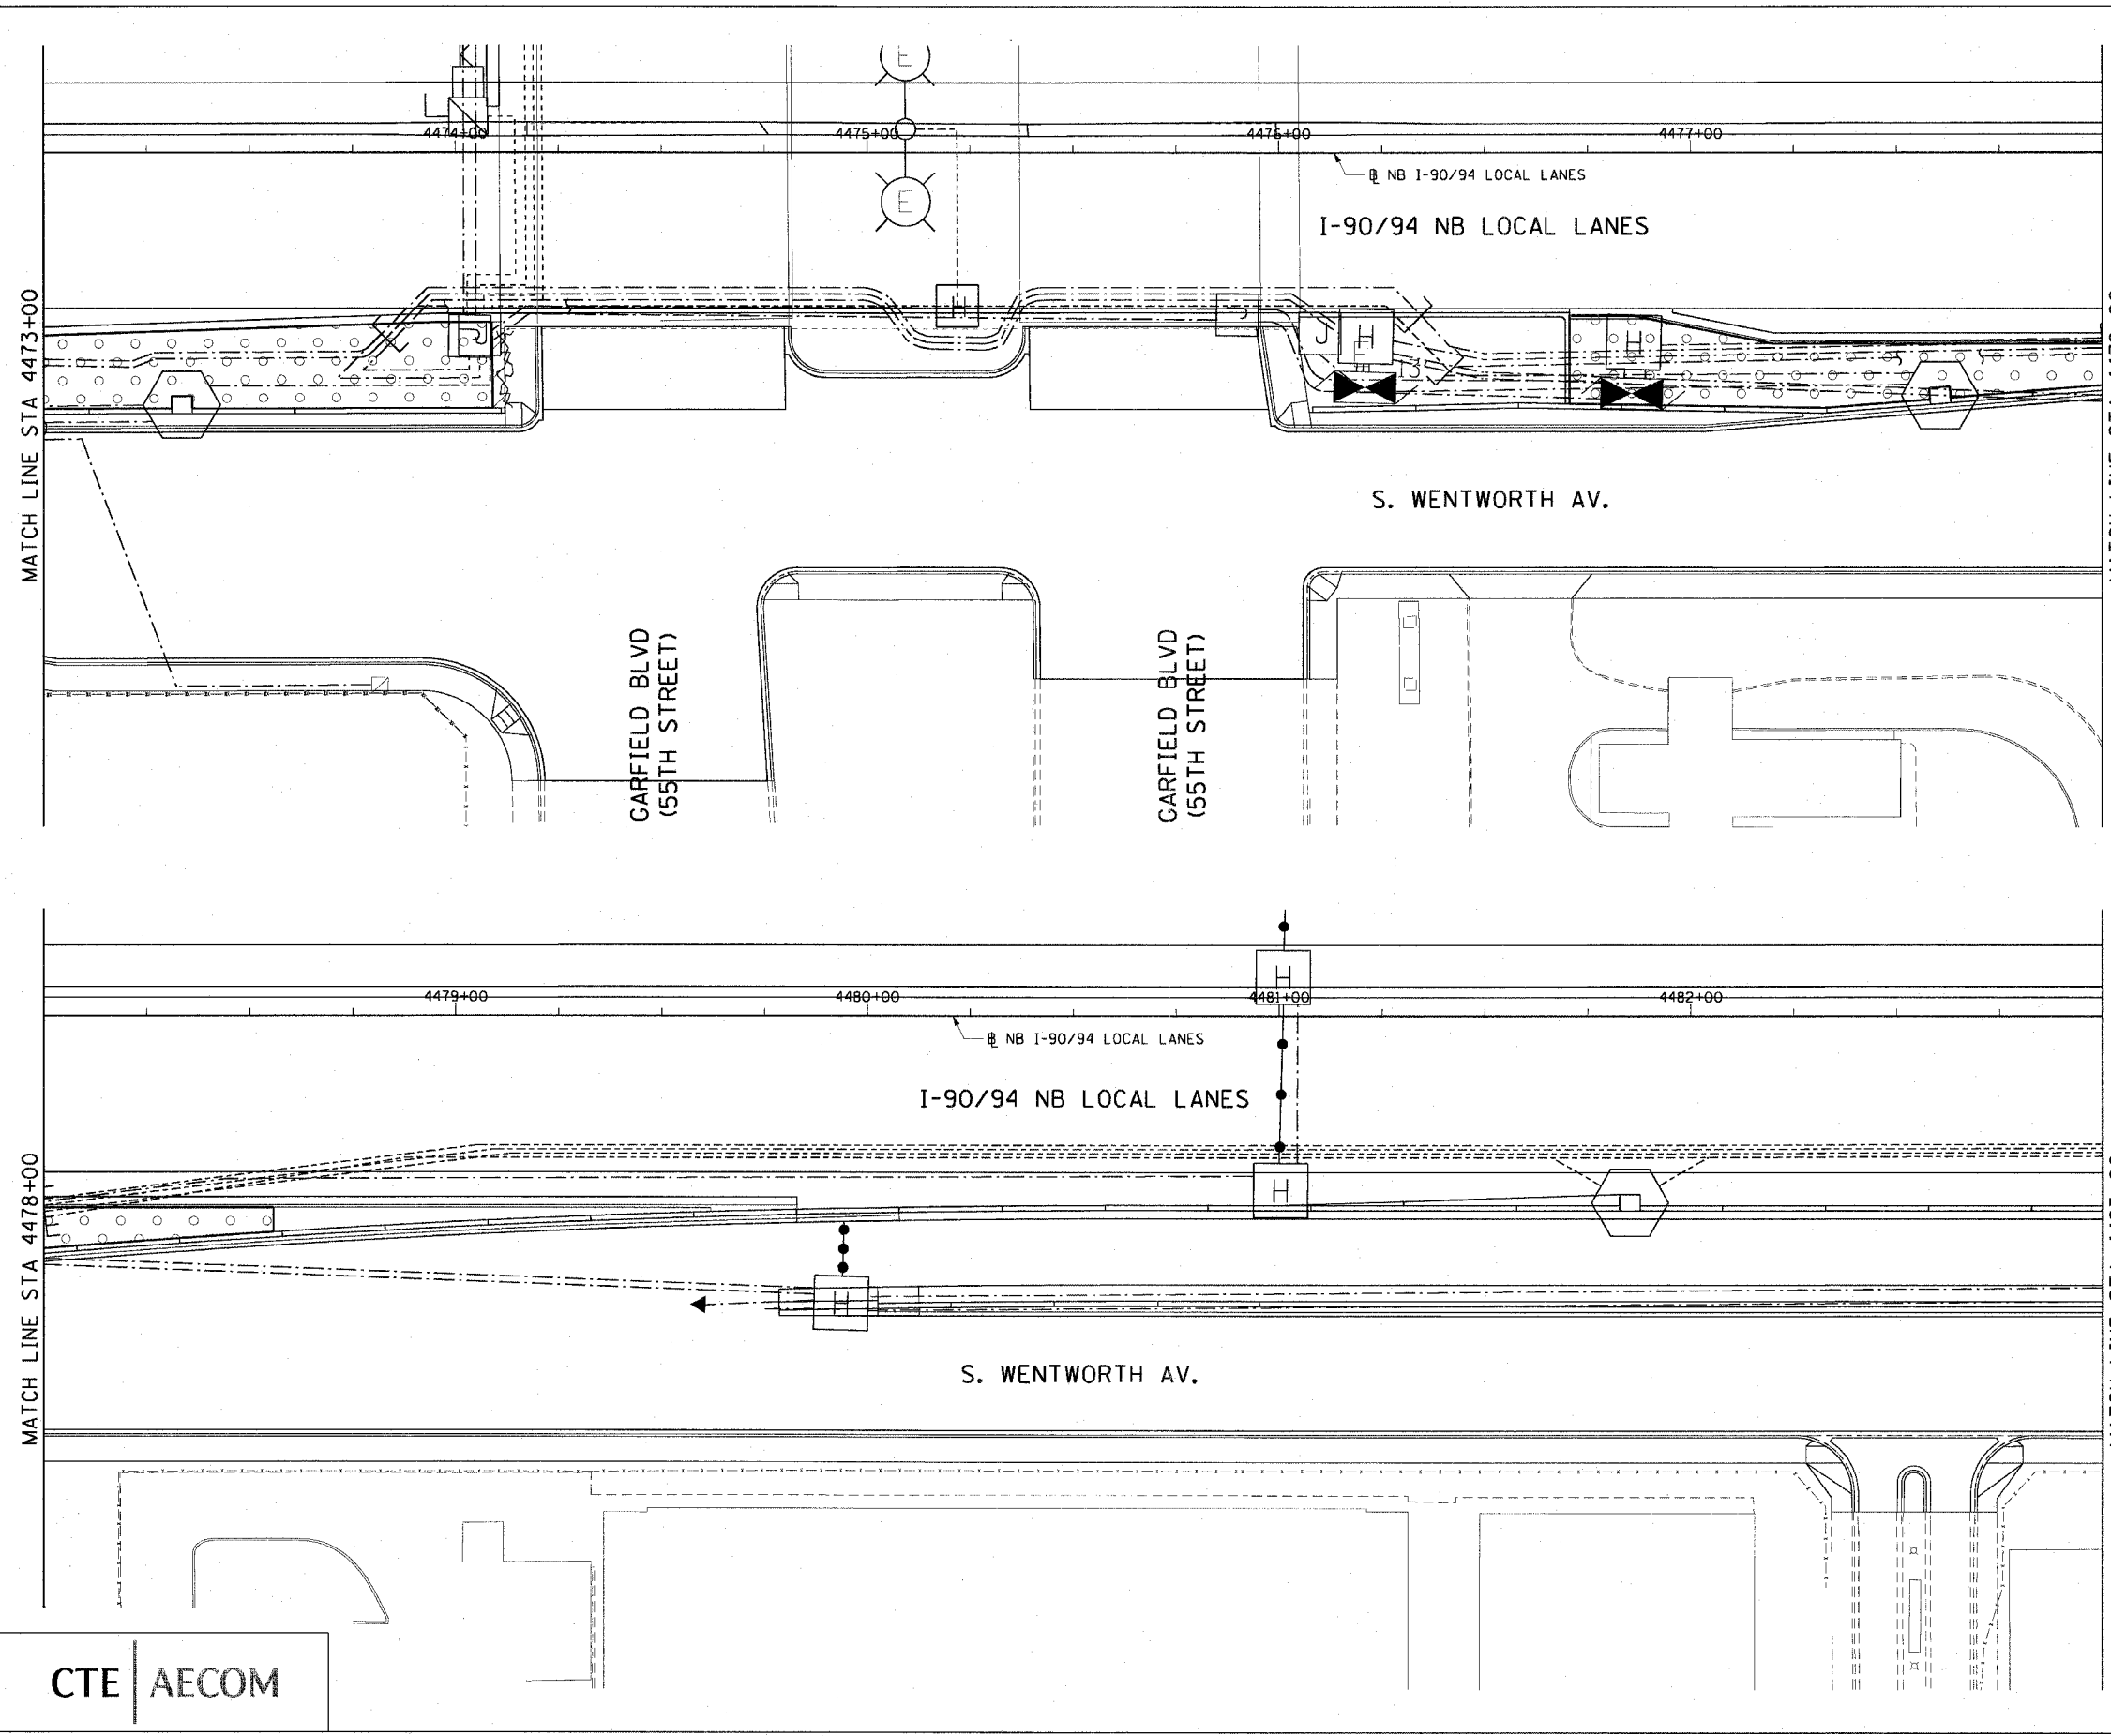 E
4474+00
4475+00
4476+00
4477+00
℄ NB I-90/94 LOCAL LANES
E
I-90/94 NB LOCAL LANES
MATCH LINE STA 4473+00
J
H
J
J
H
H
13
S. WENTWORTH AV.
GARFIELD BLVD
(55TH STREET)
GARFIELD BLVD
(55TH STREET)
H
4479+00
4480+00
4481+00
4482+00
℄ NB I-90/94 LOCAL LANES
I-90/94 NB LOCAL LANES
MATCH LINE STA 4478+00
H
H
S. WENTWORTH AV.
CTE | AECOM